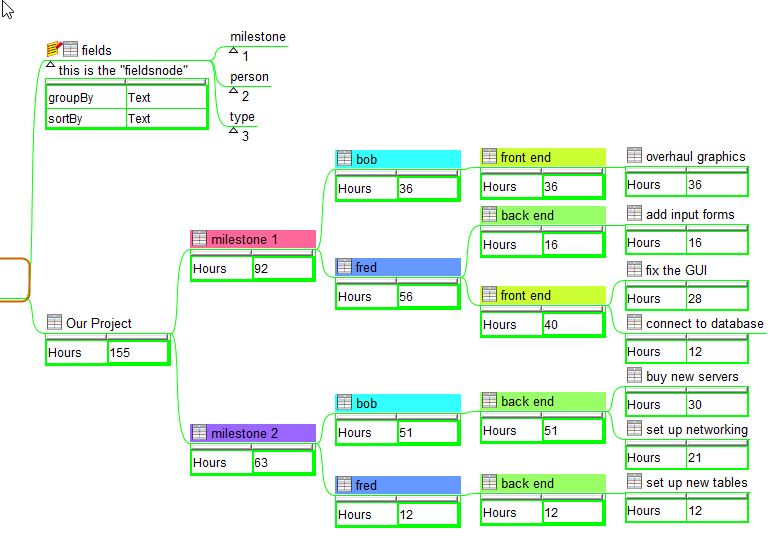 fields
this is the "fieldsnode"
groupBy Text
sortBy Text
milestone
1
person
2
type
3
Our Project
Hours 155
milestone 1
Hours 92
bob
Hours 36
front end
Hours 36
overhaul graphics
Hours 36
fred
Hours 56
back end
Hours 16
add input forms
Hours 16
front end
Hours 40
fix the GUI
Hours 28
connect to database
Hours 12
milestone 2
Hours 63
bob
Hours 51
back end
Hours 51
buy new servers
Hours 30
set up networking
Hours 21
fred
Hours 12
back end
Hours 12
set up new tables
Hours 12